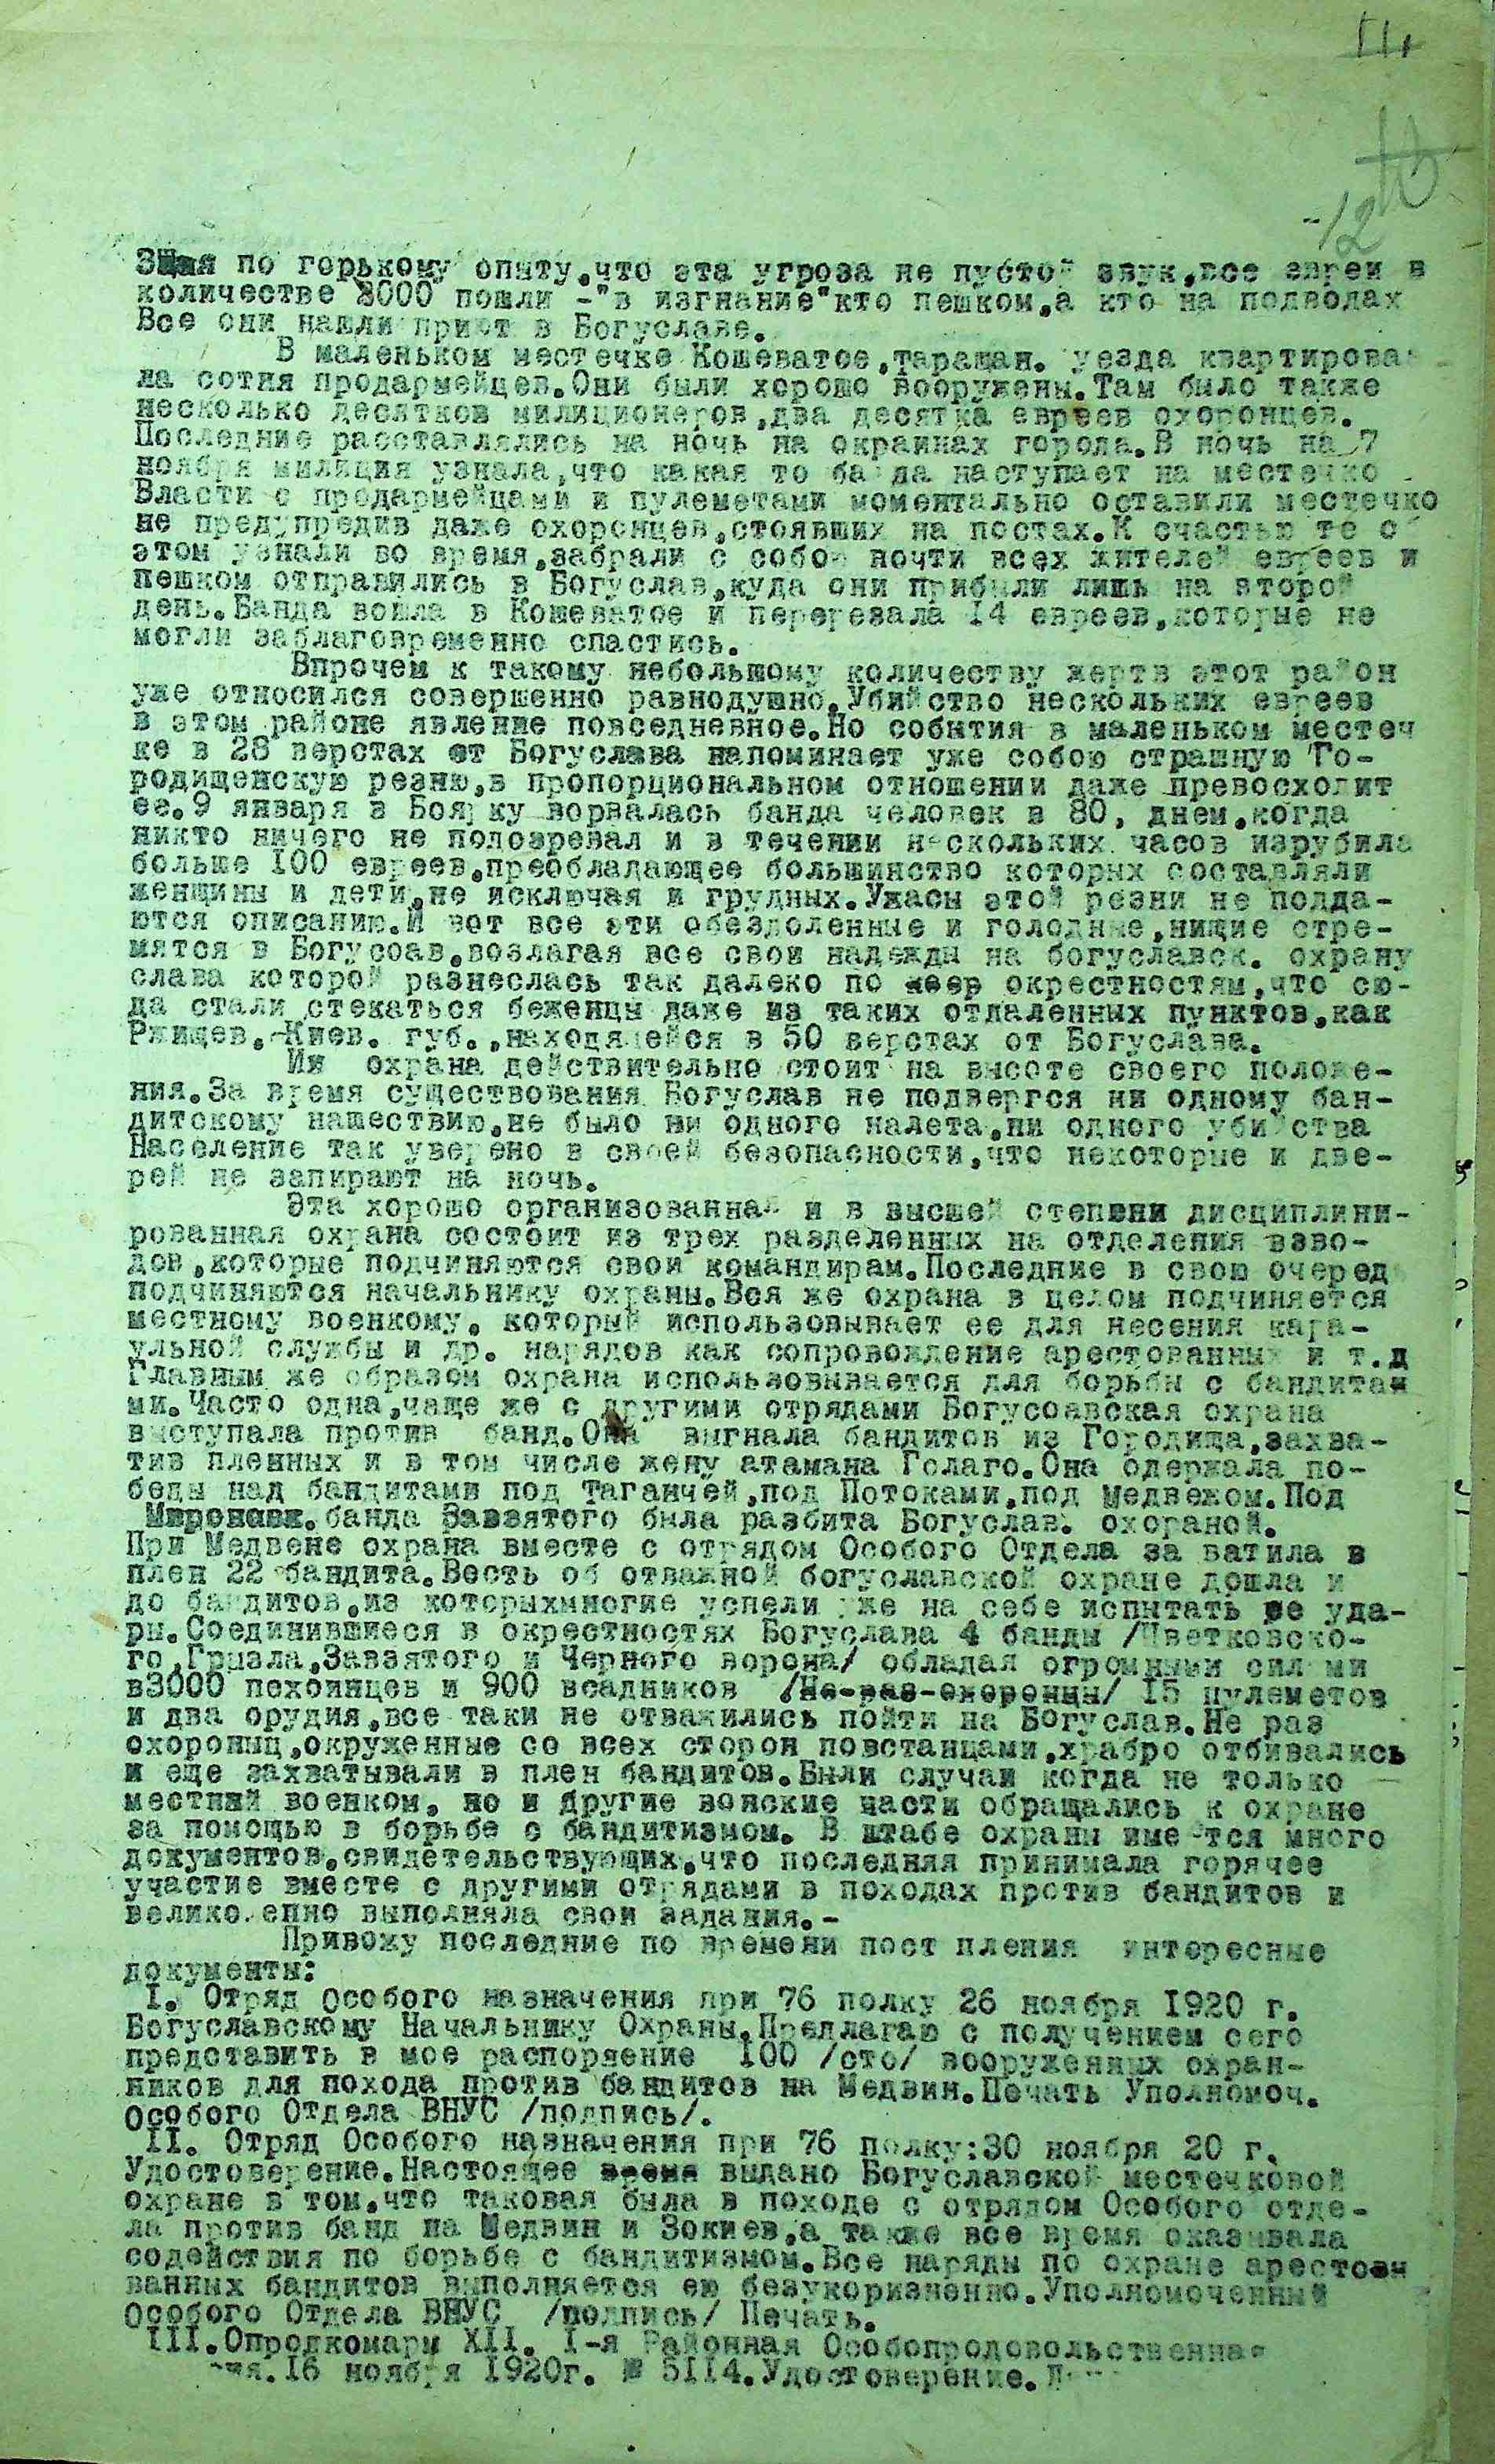 12
Зная по горькому опыту,что эта угроза не пустой звук,все евреи в
количестве 3000 пошли -"в изгнание"кто пешком,а кто на подводах
Все они нашли приют в Богуславе.
В маленьком местечке Кошеватое,таращан. уезда квартирова
ла сотня продармейцев.Они были хорошо вооружены.Там было также
несколько десятков милиционеров,два десятка евреев охоронцев.
Последние расставлялись на ночь на окраинах города.В ночь на 7
ноября милиция узнала,что какая то банда наступает на местечко
Власти с продармейцами и пулеметами моментально оставили местечко
не предупредив даже охоронцев,стоявших на постах.К счастью те об
этом узнали во время,забрали с собой почти всех жителей евреев и
пешком отправились в Богуслав,куда они прибыли лишь на второй
день.Банда вошла в Кошеватое и перерезала 14 евреев,которые не
могли заблаговременно спастись.
Впрочем к такому небольшому количеству жертв этот район
уже относился совершенно равнодушно.Убийство нескольких евреев
в этом районе явление повседневное.Но события в маленьком местеч
ке в 28 верстах от Богуслава напоминает уже собою страшную Го-
родищенскую резню,в пропорциональном отношении даже превосходит
ее.9 января в Боярку ворвалась банда человек в 80, днем,когда
никто ничего не подозревал и в течении нескольких часов изрубила
больше 100 евреев,преобладающее большинство которых составляли
женщины и дети,не исключая и грудных.Ужасы этой резни не подда-
ются описанию.И вот все эти обездоленные и голодные,нищие стре-
мятся в Богусоав,возлагая все свои надежды на богуславск. охрану
слава которой разнеслась так далеко по окрестностям,что сю-
да стали стекаться беженцы даже из таких отдаленных пунктов,как
Ржищев,-Киев. губ.,находящейся в 50 верстах от Богуслава.
Ия охрана действительно стоит на высоте своего положе-
ния.За время существования Богуслав не подвергся ни одному бан-
дитскому нашествию,не было ни одного налета,ни одного убийства
Население так уверено в своей безопасности,что некоторые и две-
рей не запирают на ночь.
Эта хорошо организованная и в высшей степени дисциплини-
рованная охрана состоит из трех разделенных на отделения взво-
дов,которые подчиняются свои командирам.Последние в свою очеред
подчиняются начальнику охраны.Вся же охрана в целом подчиняется
местному военкому, который использовывает ее для несения кара-
ульной службы и др. нарядов как сопровождение арестованных и т.д
Главным же образом охрана использовывается для борьбы с бандитам
ми.Часто одна,чаще же с другими отрядами Богусоавская охрана
выступала против банд.Она выгнала бандитов из Городища,захва-
тив пленных и в том числе жену атамана Голаго.Она одержала по-
беды над бандитами под Таганчей,под Потоками,под Медвежом.Под
Мироновк.банда Завзятого была разбита Богуслав. охораной.
При Медвене охрана вместе с отрядом Особого Отдела захватила в
плен 22 бандита.Весть об отважной богуславской охране дошла и
до бандитов,из которыхмногие успели уже на себе испытать ее уда-
ры.Соединившиеся в окрестностях Богуслава 4 банды /Цветковско-
го,Грызла,Завзятого и Черного ворона/ обладая огромными силами
в3000 пехоинцов и 900 всадников /Не-раз-охоронцы/ 15 пулеметов
и два орудия,все таки не отважились пойти на Богуслав.Не раз
охорониц,окруженные со всех сторон повстанцами,храбро отбивались
и еще захватывали в плен бандитов.Были случаи когда не только
местный военком, но и другие воиские части обращались к охране
за помощью в борьбе с бандитизмом. В штабе охраны имеются много
документов,свидетельствующих,что последняя принимала горячее
участие вместе с другими отрядами в походах против бандитов и
великолепно выполняла свои задания.-
Привожу последние по времени поступления интересные
документы:
I. Отряд Особого назначения при 76 полку 26 ноября 1920 г.
Богуславскому Начальнику Охраны.Предлагаю с получением сего
представить в мое распоряение 100 /сто/ вооруженных охран-
ников для похода против бандитов на Медвин.Печать Уполномоч.
Особого Отдела ВНУС /подпись/.
II. Отряд Особого назначения при 76 полку:30 ноября 20 г.
Удостоверение.Настоящее время выдано Богуславской местечковой
охране в том,что таковая была в походе с отрядом Особого отде-
ла против банд на Медвин и Зокиев,а также все время оказывала
содействия по борьбе с бандитизмом.Все наряды по охране арестовн
ванных бандитов выполняется ею безукоризненно.Уполномоченный
Особого Отдела ВНУС /подпись/ Печать.
III.Опродкомарм XII. I-я Районная Особопродовольственная
16 ноября 1920г. № 5114.Удостоверение.